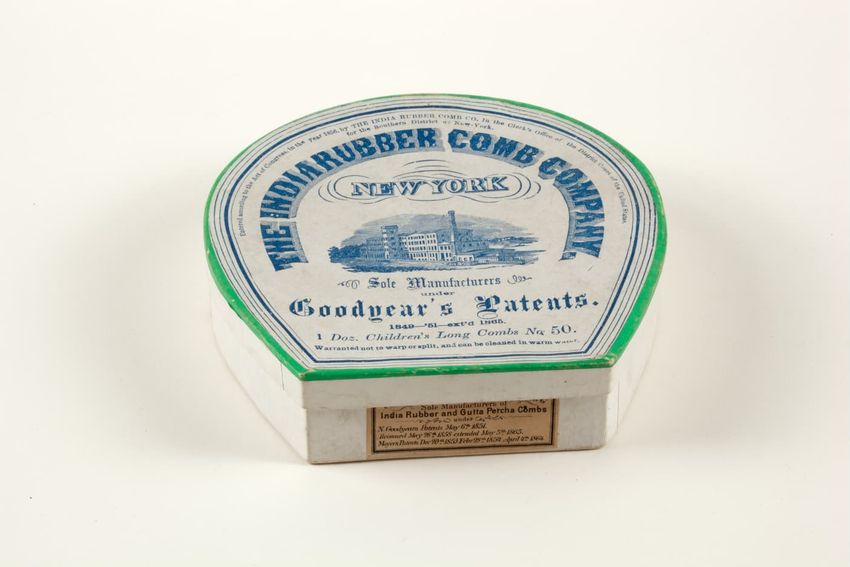 Entered according to the Act of Congress, in the year 1856, by THE INDIA RUBBER COMB CO. In the Clerk's Office of the District Court of the United States
for the Southern District of New-York.
THE INDIA RUBBER COMB COMPANY,
NEW YORK
Sole Manufacturers
under
Goodyear's Patents.
1849—'51—ext'd 1865.
1 Doz. Children's Long Combs No. 50.
Warranted not to warp or split, and can be cleaned in warm water.
Sole Manufacturers of
India Rubber and Gutta Percha Combs
under
N. Goodyears Patents May 6th 1851.
Reissued May 18th 1858 extended May 5th 1865.
Meyers Patents Dec 20th 1853 Febr 28th 1854 April 4th 1854